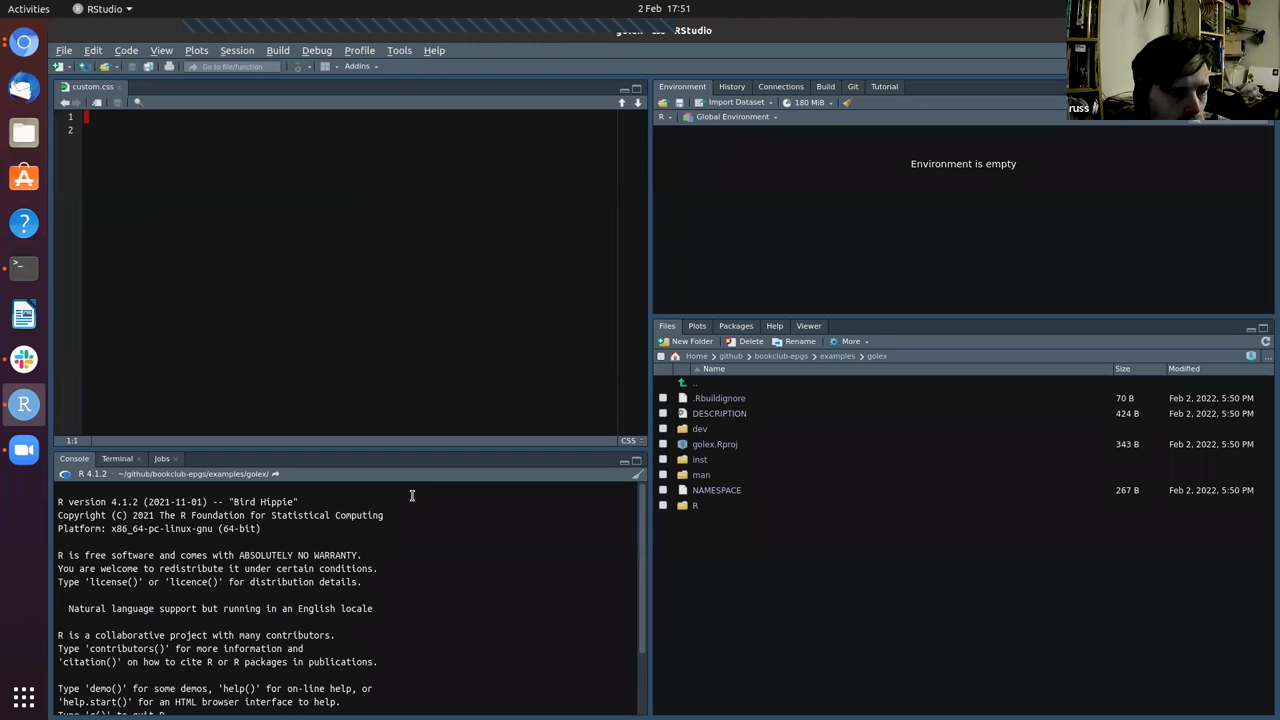 Activities
RStudio
2 Feb 17:51
RStudio
File Edit Code View Plots Session Build Debug Profile Tools Help
Go to file/function
Addins
custom.css
1
2
1:1
CSS
Console Terminal Jobs
R 4.1.2 ~/github/bookclub-epgs/examples/golex/
R version 4.1.2 (2021-11-01) -- "Bird Hippie"
Copyright (C) 2021 The R Foundation for Statistical Computing
Platform: x86_64-pc-linux-gnu (64-bit)
R is free software and comes with ABSOLUTELY NO WARRANTY.
You are welcome to redistribute it under certain conditions.
Type 'license()' or 'licence()' for distribution details.
Natural language support but running in an English locale
R is a collaborative project with many contributors.
Type 'contributors()' for more information and
'citation()' on how to cite R or R packages in publications.
Type 'demo()' for some demos, 'help()' for on-line help, or
'help.start()' for an HTML browser interface to help.
Type 'q()' to quit R.
Environment History Connections Build Git Tutorial
Import Dataset
180 MiB
R
Global Environment
Environment is empty
russ
Files Plots Packages Help Viewer
New Folder Delete Rename More
Home github bookclub-epgs examples golex
Name Size Modified
..
.Rbuildignore 70 B Feb 2, 2022, 5:50 PM
DESCRIPTION 424 B Feb 2, 2022, 5:50 PM
dev
golex.Rproj 343 B Feb 2, 2022, 5:50 PM
inst
man
NAMESPACE 267 B Feb 2, 2022, 5:50 PM
R